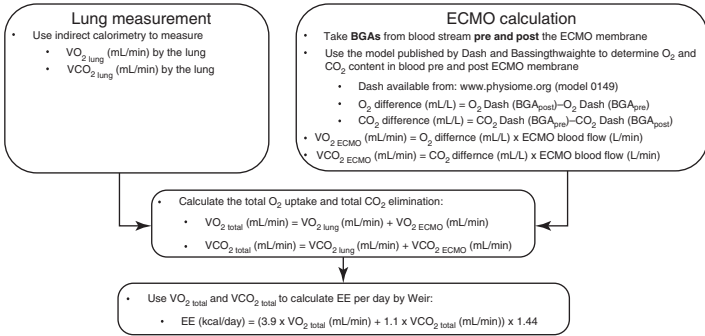 Lung measurement
• Use indirect calorimetry to measure
• VO2 lung (mL/min) by the lung
• VCO2 lung (mL/min) by the lung
ECMO calculation
• Take BGAs from blood stream pre and post the ECMO membrane
• Use the model published by Dash and Bassingthwaighte to determine O2 and
CO2 content in blood pre and post ECMO membrane
• Dash available from: www.physiome.org (model 0149)
• O2 difference (mL/L) = O2 Dash (BGApost)–O2 Dash (BGApre)
• CO2 difference (mL/L) = CO2 Dash (BGApre)–CO2 Dash (BGApost)
• VO2 ECMO (mL/min) = O2 differnce (mL/L) x ECMO blood flow (L/min)
• VCO2 ECMO (mL/min) = CO2 differnce (mL/L) x ECMO blood flow (L/min)
• Calculate the total O2 uptake and total CO2 elimination:
• VO2 total (mL/min) = VO2 lung (mL/min) + VO2 ECMO (mL/min)
• VCO2 total (mL/min) = VCO2 lung (mL/min) + VCO2 ECMO (mL/min)
• Use VO2 total and VCO2 total to calculate EE per day by Weir:
• EE (kcal/day) = (3.9 x VO2 total (mL/min) + 1.1 x VCO2 total (mL/min)) x 1.44